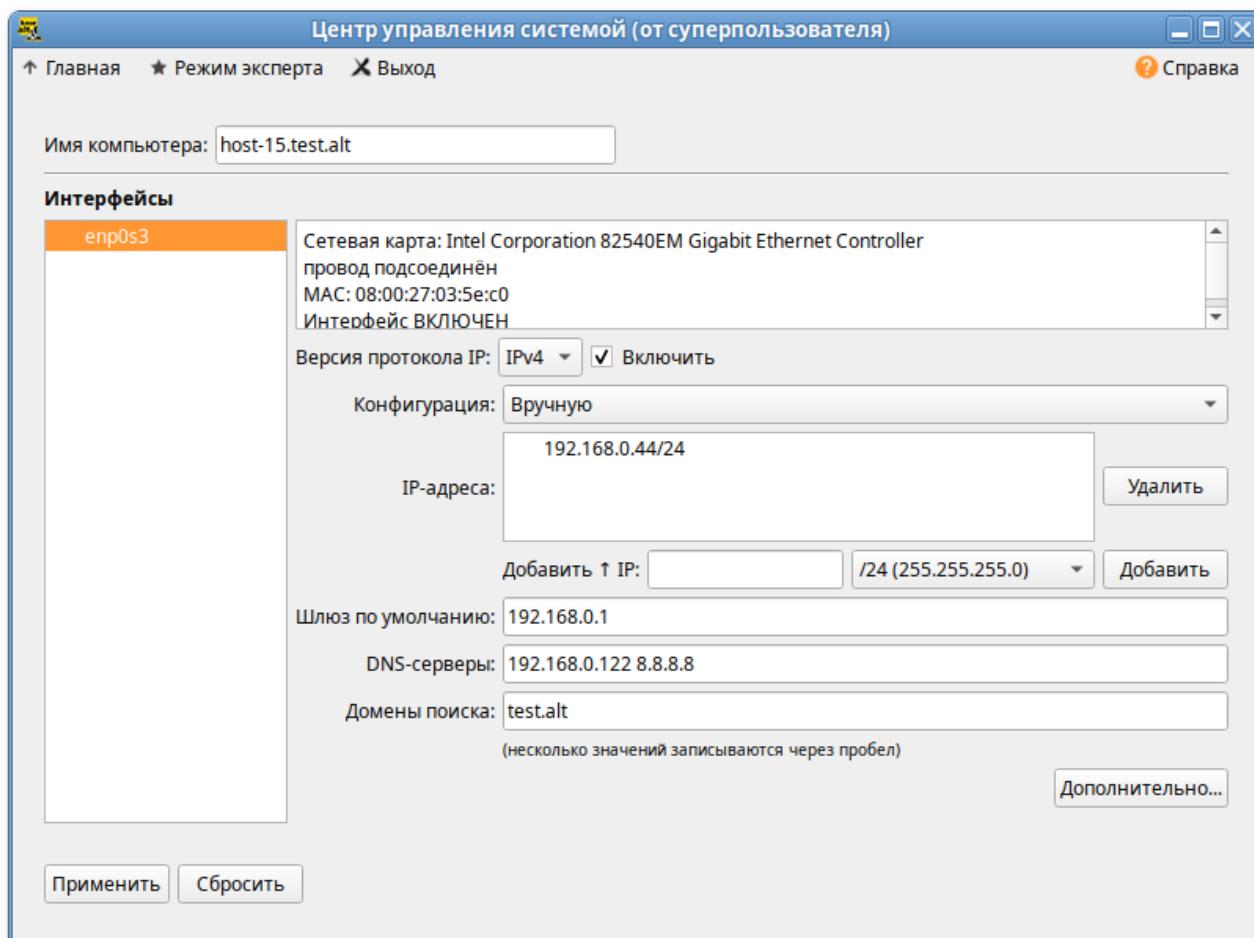 Центр управления системой (от суперпользователя)
Главная Режим эксперта Выход Справка
Имя компьютера: host-15.test.alt
Интерфейсы
enp0s3
Сетевая карта: Intel Corporation 82540EM Gigabit Ethernet Controller
провод подсоединён
MAC: 08:00:27:03:5e:c0
Интерфейс ВКЛЮЧЕН
Версия протокола IP: IPv4 Включить
Конфигурация: Вручную
192.168.0.44/24
IP-адреса: Удалить
Добавить ↑ IP: /24 (255.255.255.0) Добавить
Шлюз по умолчанию: 192.168.0.1
DNS-серверы: 192.168.0.122 8.8.8.8
Домены поиска: test.alt
(несколько значений записываются через пробел)
Дополнительно...
Применить Сбросить